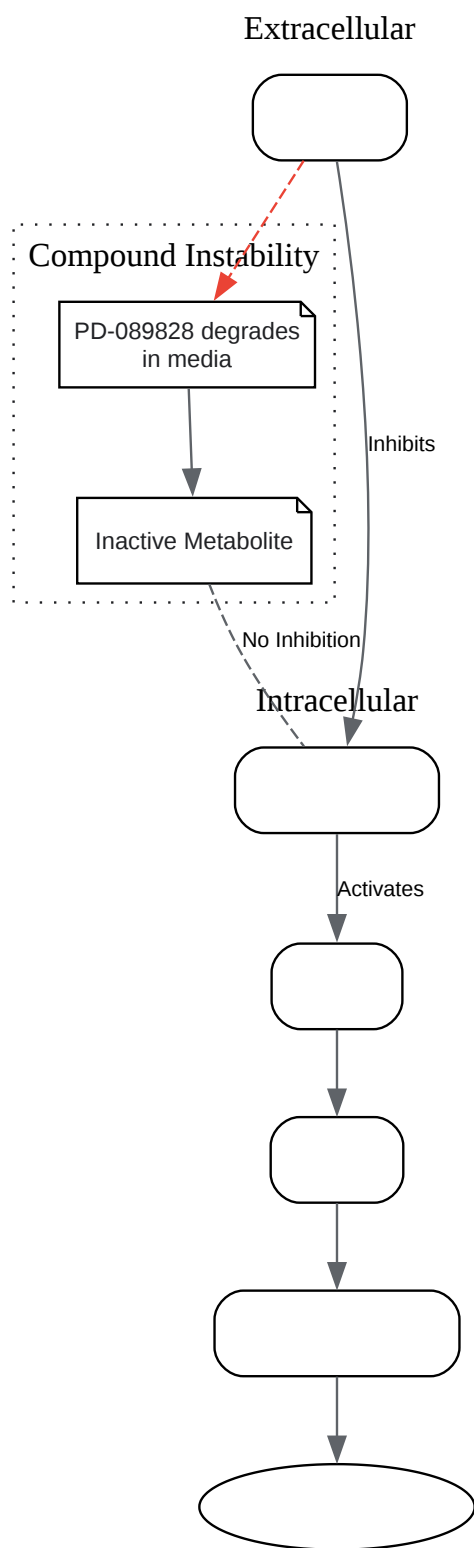 Extracellular
Compound Instability
PD-089828 degrades
in media
Inhibits
Inactive Metabolite
No Inhibition
Intracellular
Activates